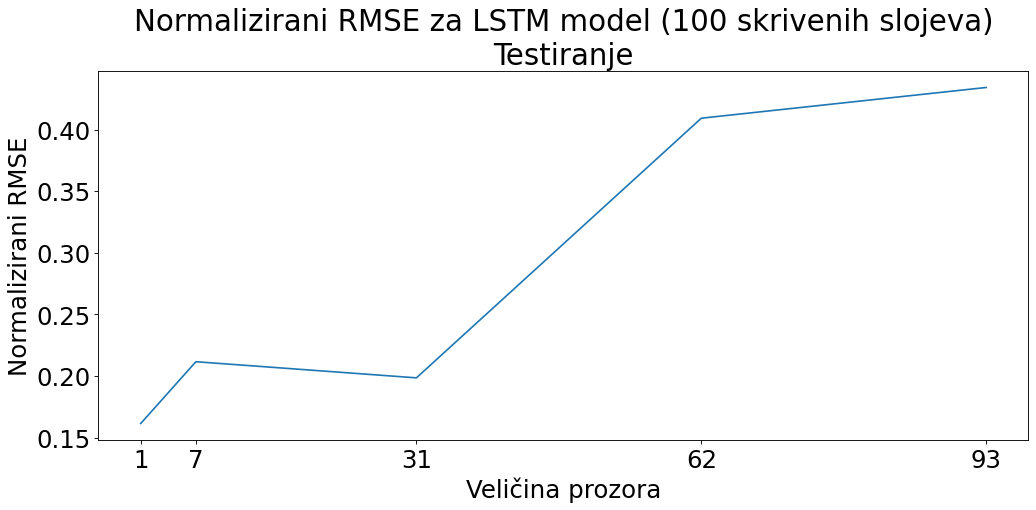 Normalizirani RMSE za LSTM model (100 skrivenih slojeva)
Testiranje
Normalizirani RMSE
0.40
0.35
0.30
0.25
0.20
0.15
1 7 31 62 93
Veličina prozora